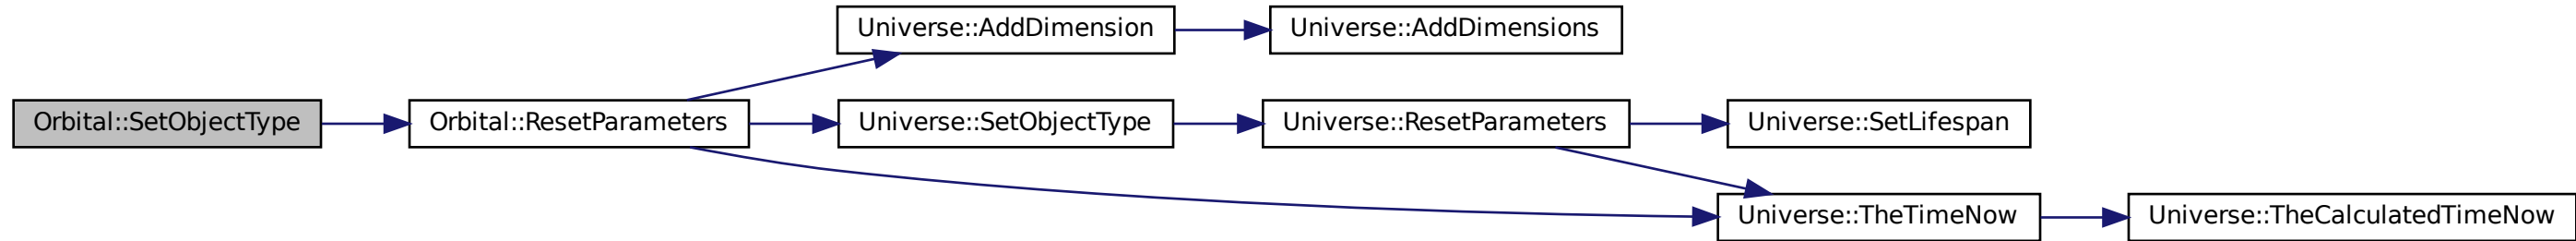 Universe::AddDimension
Universe::AddDimensions
Orbital::SetObjectType
Orbital::ResetParameters
Universe::SetObjectType
Universe::ResetParameters
Universe::SetLifespan
Universe::TheTimeNow
Universe::TheCalculatedTimeNow